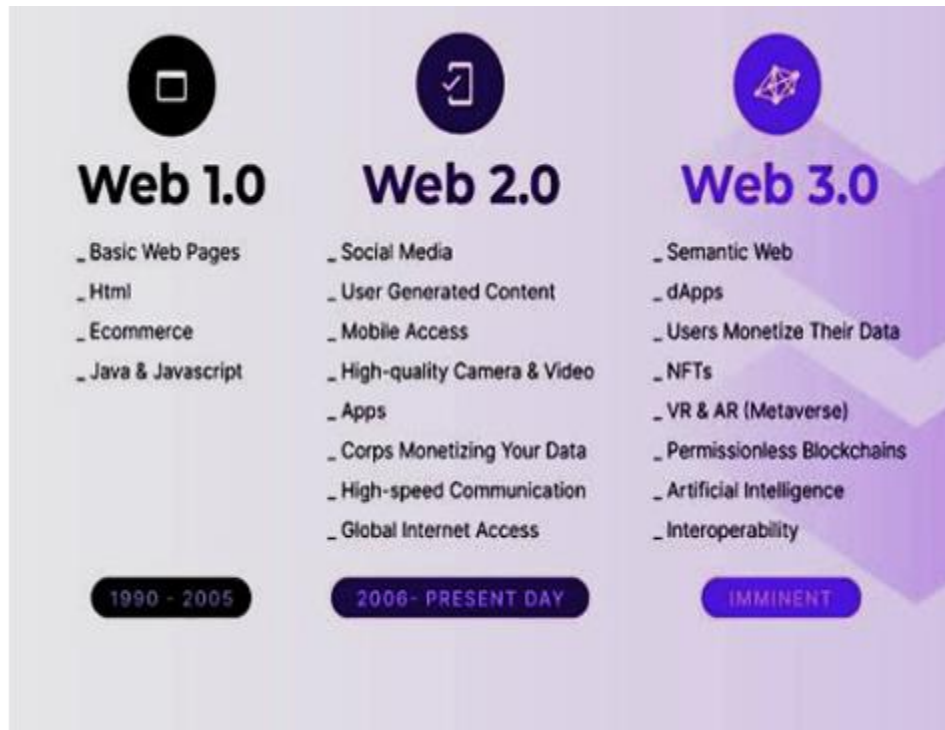 Web 1.0
_ Basic Web Pages
_ Html
_ Ecommerce
_ Java & Javascript
1990 - 2005
Web 2.0
_ Social Media
_ User Generated Content
_ Mobile Access
_ High-quality Camera & Video
_ Apps
_ Corps Monetizing Your Data
_ High-speed Communication
_ Global Internet Access
2006- PRESENT DAY
Web 3.0
_ Semantic Web
_ dApps
_ Users Monetize Their Data
_ NFTs
_ VR & AR (Metaverse)
_ Permissionless Blockchains
_ Artificial Intelligence
_ Interoperability
IMMINENT